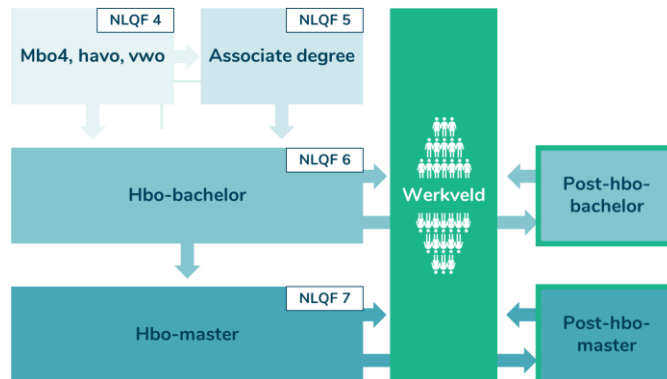 NLQF 4
Mbo4, havo, vwo
NLQF 5
Associate degree
NLQF 6
Hbo-bachelor
Werkveld
Post-hbo-
bachelor
NLQF 7
Hbo-master
Post-hbo-
master